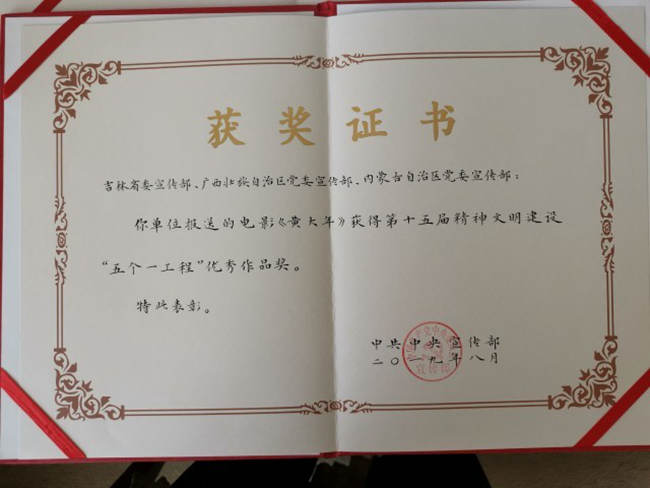 获奖证书
吉林省委宣传部、广西壮族自治区党委宣传部、内蒙古自治区党委宣传部：
你单位报送的电影《黄大年》获得第十五届精神文明建设
“五个一工程”优秀作品奖。
特此表彰。
中共中央宣传部
二〇一九年八月